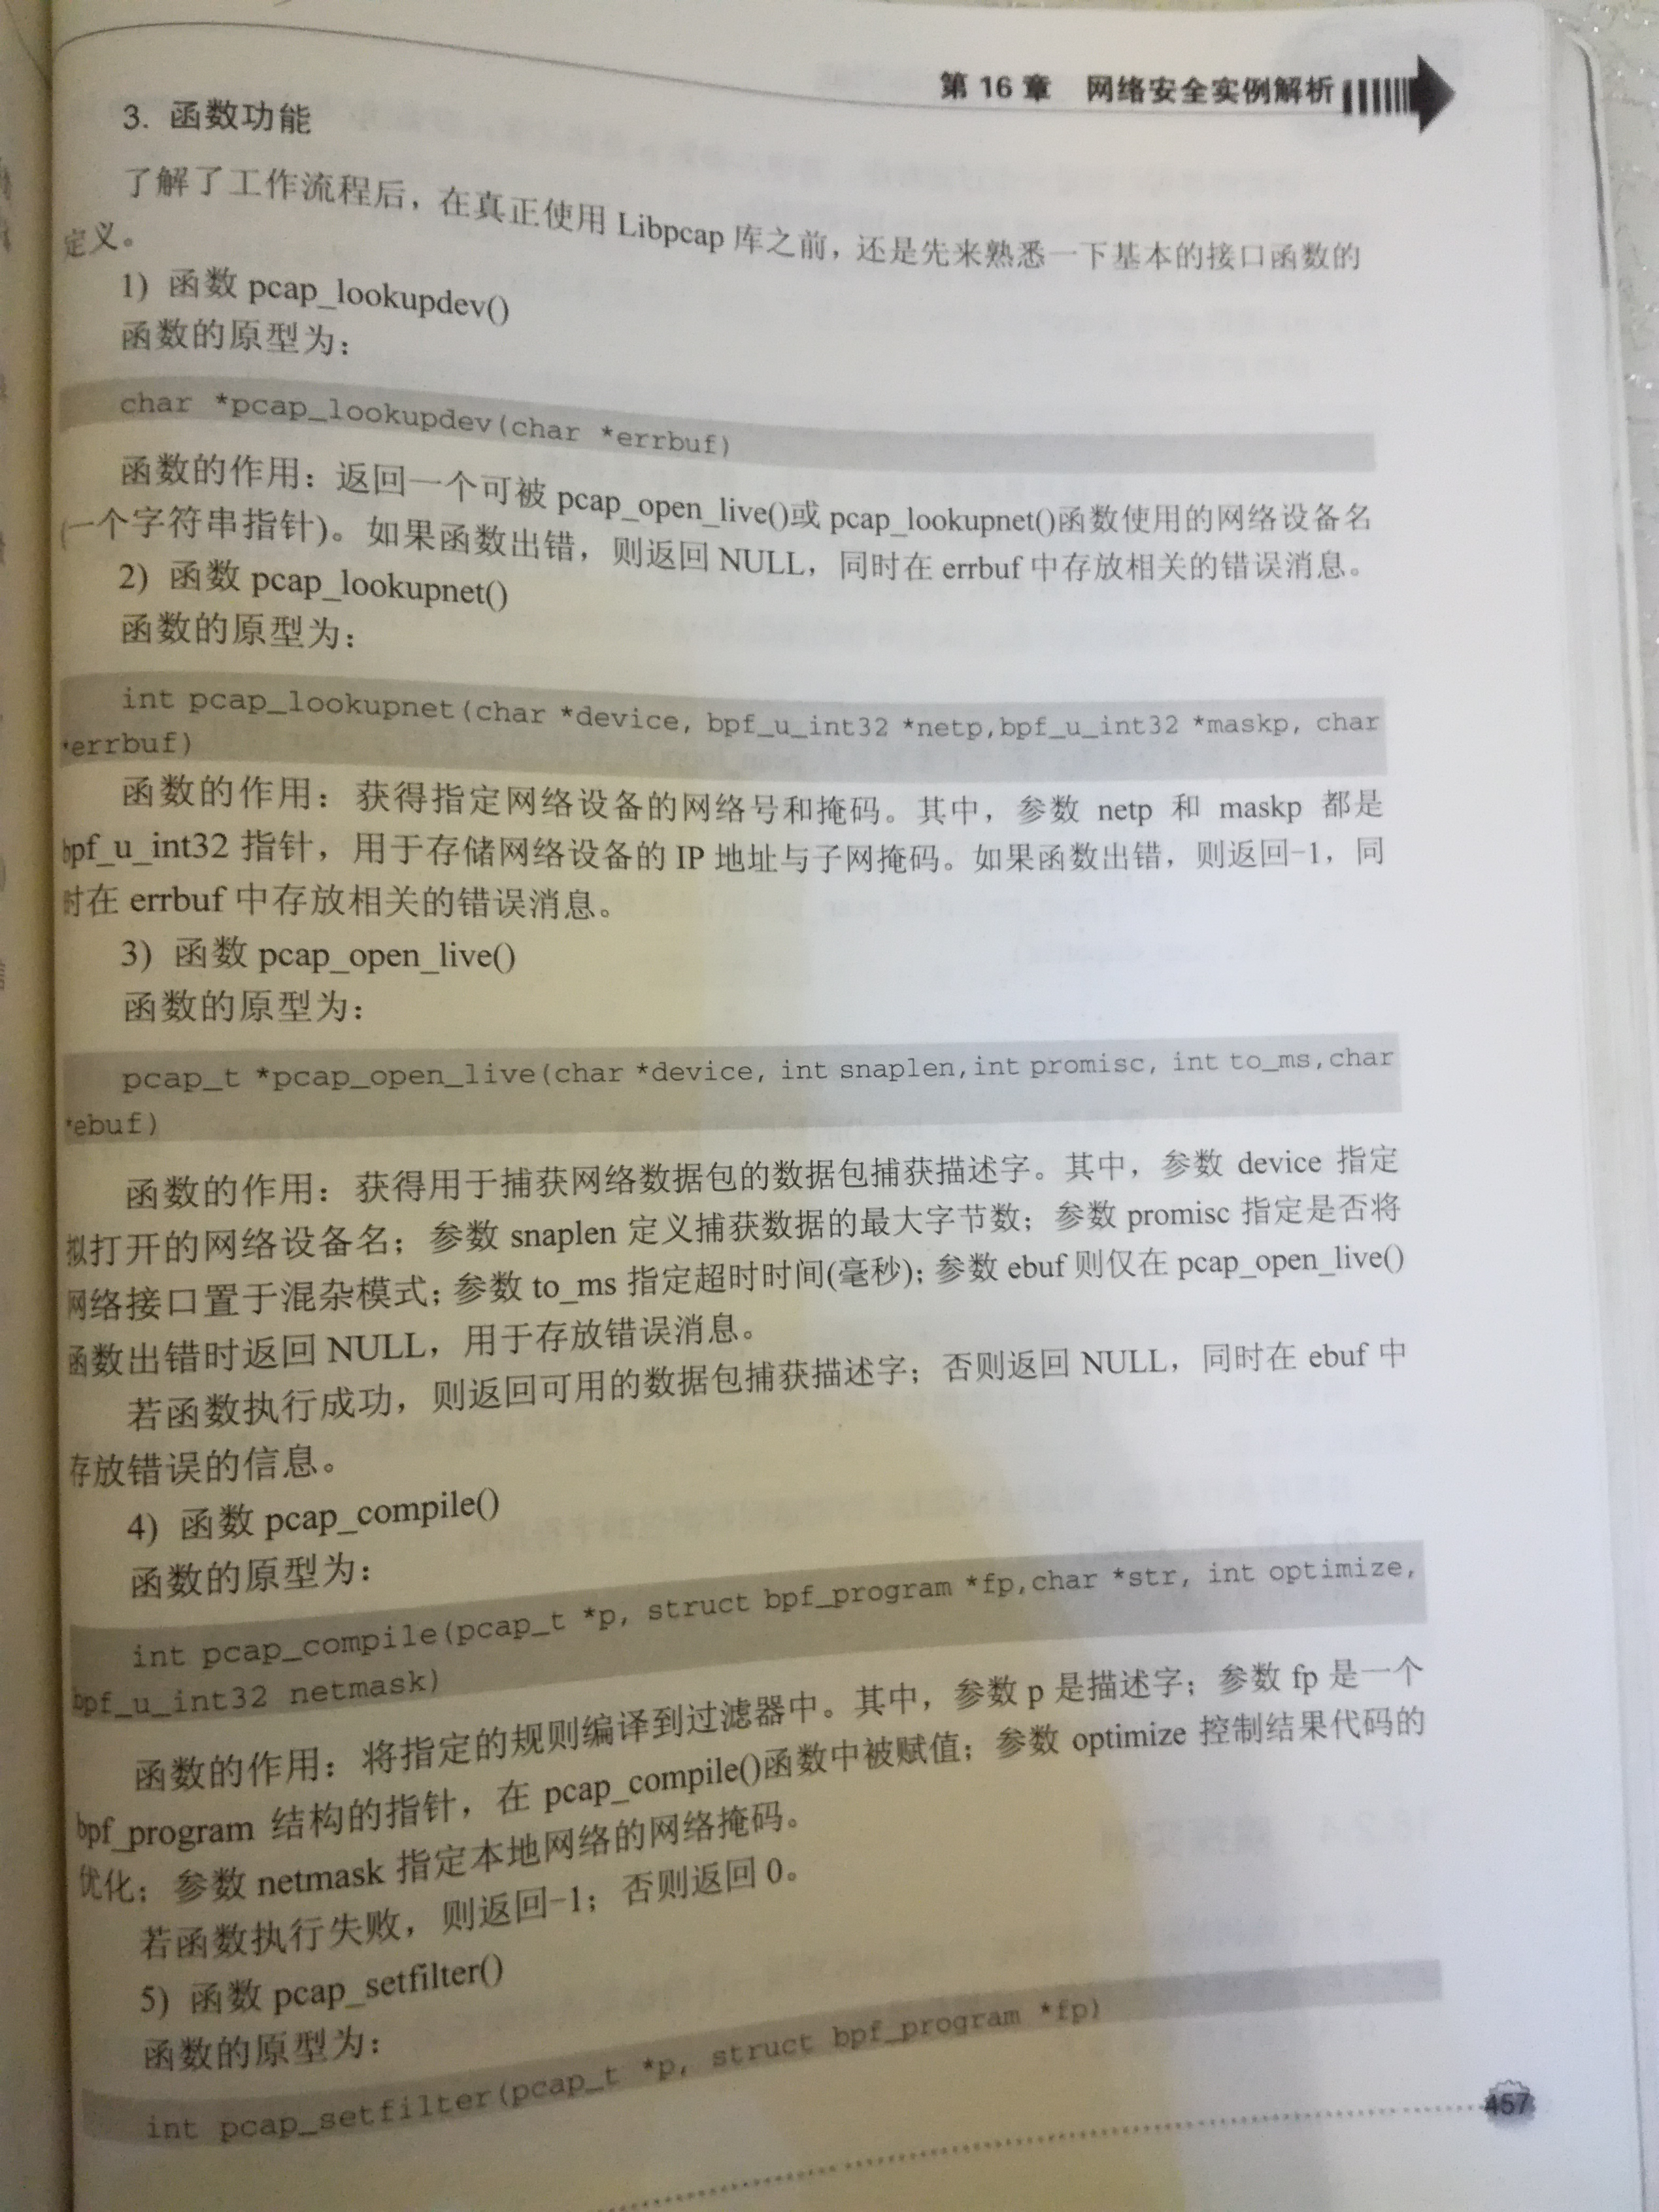 第 16 章 网络安全实例解析
3. 函数功能
了解了工作流程后，在真正使用 Libpcap 库之前，还是先来熟悉一下基本的接口函数的
定义。
1) 函数 pcap_lookupdev()
函数的原型为：
char *pcap_lookupdev(char *errbuf)
函数的作用：返回一个可被 pcap_open_live()或 pcap_lookupnet()函数使用的网络设备名
(一个字符串指针)。如果函数出错，则返回 NULL，同时在 errbuf 中存放相关的错误消息。
2) 函数 pcap_lookupnet()
函数的原型为：
int pcap_lookupnet(char *device, bpf_u_int32 *netp,bpf_u_int32 *maskp, char
*errbuf)
函数的作用：获得指定网络设备的网络号和掩码。其中，参数 netp 和 maskp 都是
bpf_u_int32 指针，用于存储网络设备的 IP 地址与子网掩码。如果函数出错，则返回-1，同
时在 errbuf 中存放相关的错误消息。
3) 函数 pcap_open_live()
函数的原型为：
pcap_t *pcap_open_live(char *device, int snaplen,int promisc, int to_ms,char
*ebuf)
函数的作用：获得用于捕获网络数据包的数据包捕获描述字。其中，参数 device 指定
拟打开的网络设备名；参数 snaplen 定义捕获数据的最大字节数；参数 promisc 指定是否将
网络接口置于混杂模式；参数 to_ms 指定超时时间(毫秒)；参数 ebuf 则仅在 pcap_open_live()
函数出错时返回 NULL，用于存放错误消息。
若函数执行成功，则返回可用的数据包捕获描述字；否则返回 NULL，同时在 ebuf 中
存放错误的信息。
4) 函数 pcap_compile()
函数的原型为：
int pcap_compile(pcap_t *p, struct bpf_program *fp,char *str, int optimize,
bpf_u_int32 netmask)
函数的作用：将指定的规则编译到过滤器中。其中，参数 p 是描述字；参数 fp 是一个
bpf_program 结构的指针，在 pcap_compile()函数中被赋值；参数 optimize 控制结果代码的
优化；参数 netmask 指定本地网络的网络掩码。
若函数执行失败，则返回-1；否则返回 0。
5) 函数 pcap_setfilter()
函数的原型为：
int pcap_setfilter(pcap_t *p, struct bpf_program *fp)
457